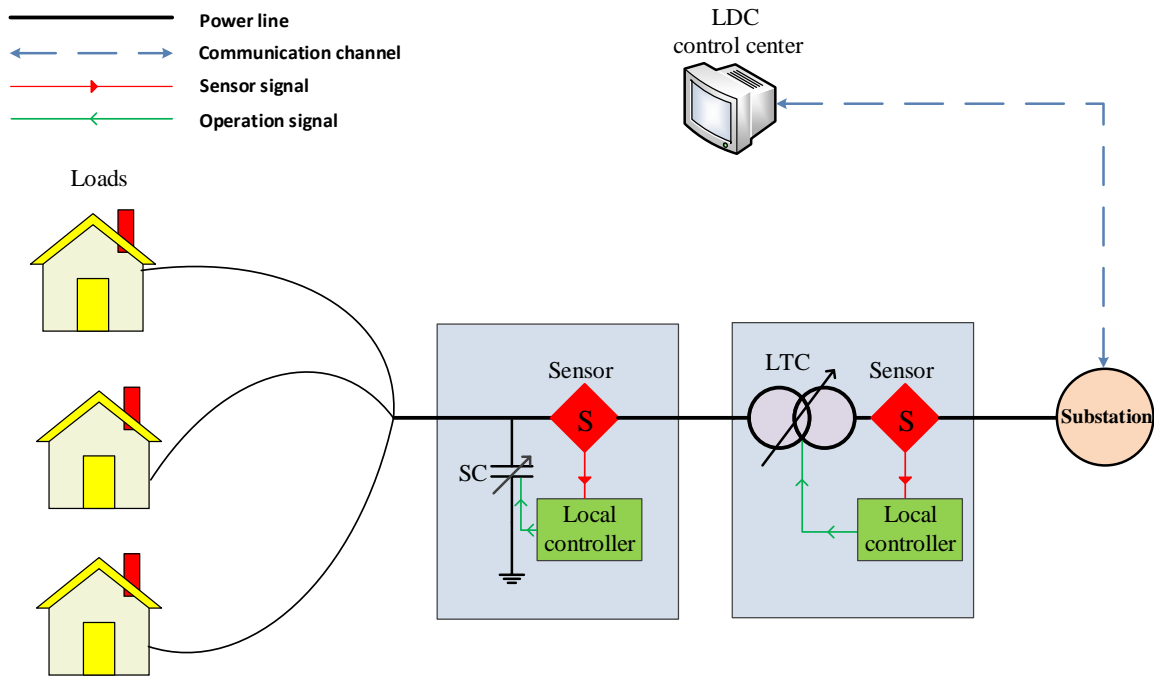 Power line
Communication channel
Sensor signal
Operation signal
LDC
control center
Loads
Sensor
S
SC
Local
controller
LTC
Sensor
S
Local
controller
Substation